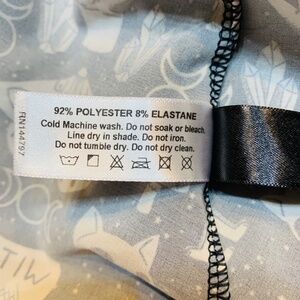 92% POLYESTER 8% ELASTANE
Cold Machine wash. Do not soak or bleach.
Line dry in shade. Do not iron.
Do not tumble dry. Do not dry clean.
RN144797
WITE